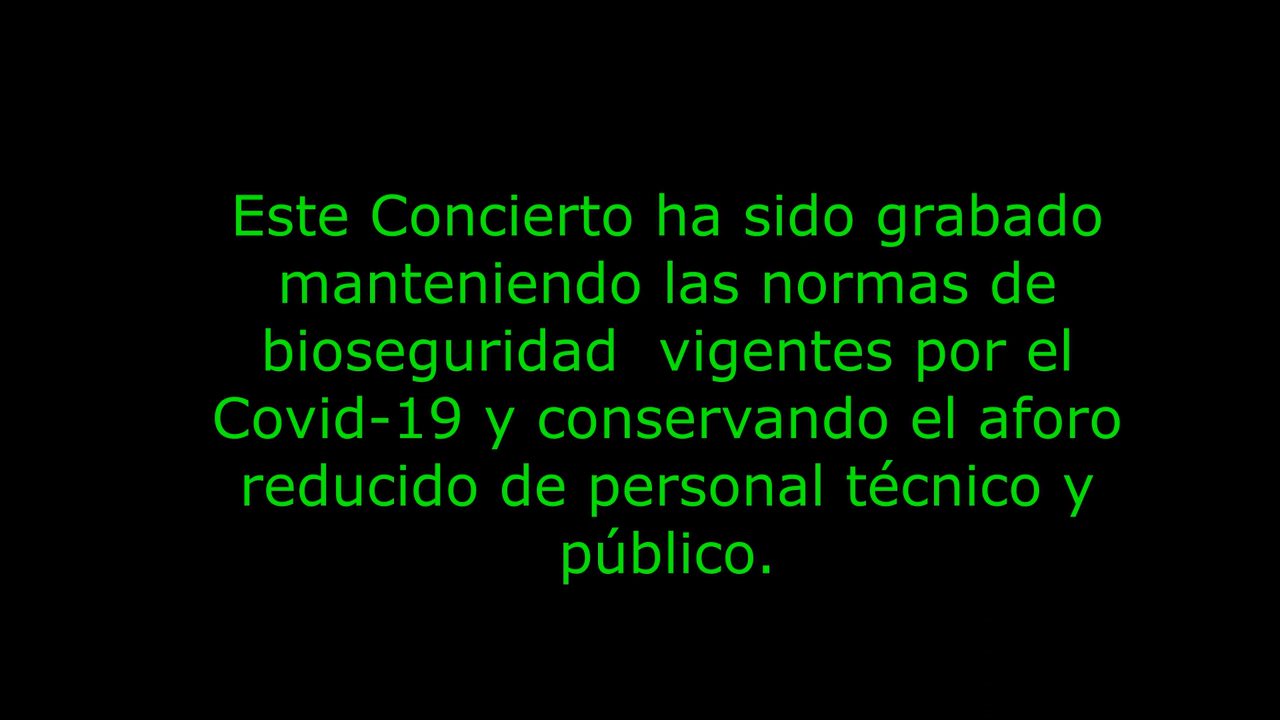 Este Concierto ha sido grabado
manteniendo las normas de
bioseguridad  vigentes por el
Covid-19 y conservando el aforo
reducido de personal técnico y
público.